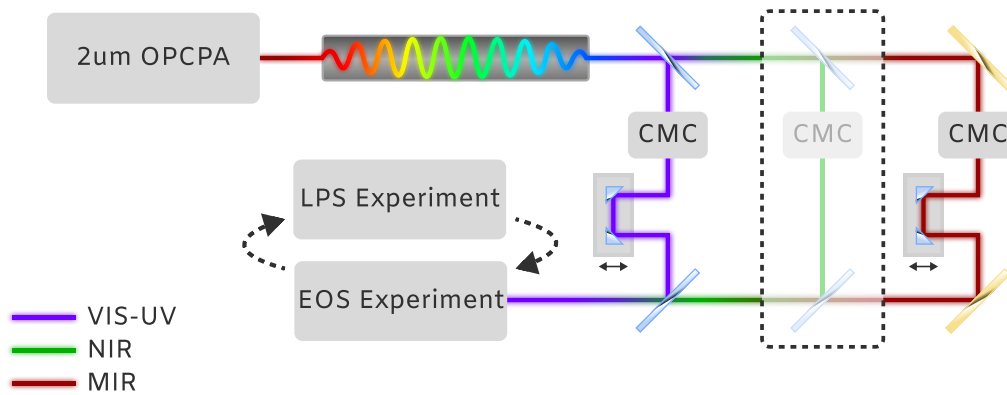 2um OPCPA
CMC
CMC
CMC
LPS Experiment
EOS Experiment
VIS-UV
NIR
MIR